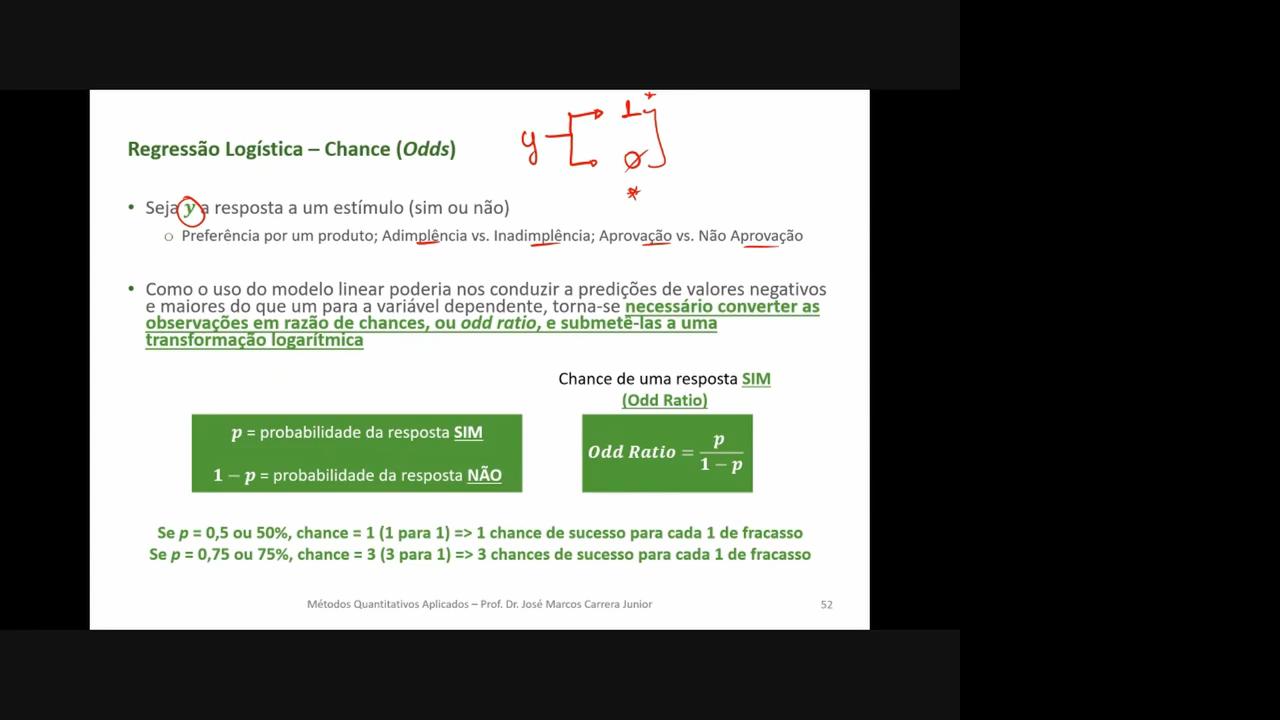 y 1 *
0
*
Regressão Logística – Chance (Odds)
• Seja y a resposta a um estímulo (sim ou não)
○ Preferência por um produto; Adimplência vs. Inadimplência; Aprovação vs. Não Aprovação
• Como o uso do modelo linear poderia nos conduzir a predições de valores negativos
e maiores do que um para a variável dependente, torna-se necessário converter as
observações em razão de chances, ou odd ratio, e submetê-las a uma
transformação logarítmica
Chance de uma resposta SIM
(Odd Ratio)
p = probabilidade da resposta SIM
1 − p = probabilidade da resposta NÃO
Odd Ratio = p / 1 − p
Se p = 0,5 ou 50%, chance = 1 (1 para 1) => 1 chance de sucesso para cada 1 de fracasso
Se p = 0,75 ou 75%, chance = 3 (3 para 1) => 3 chances de sucesso para cada 1 de fracasso
Métodos Quantitativos Aplicados – Prof. Dr. José Marcos Carrera Junior
52